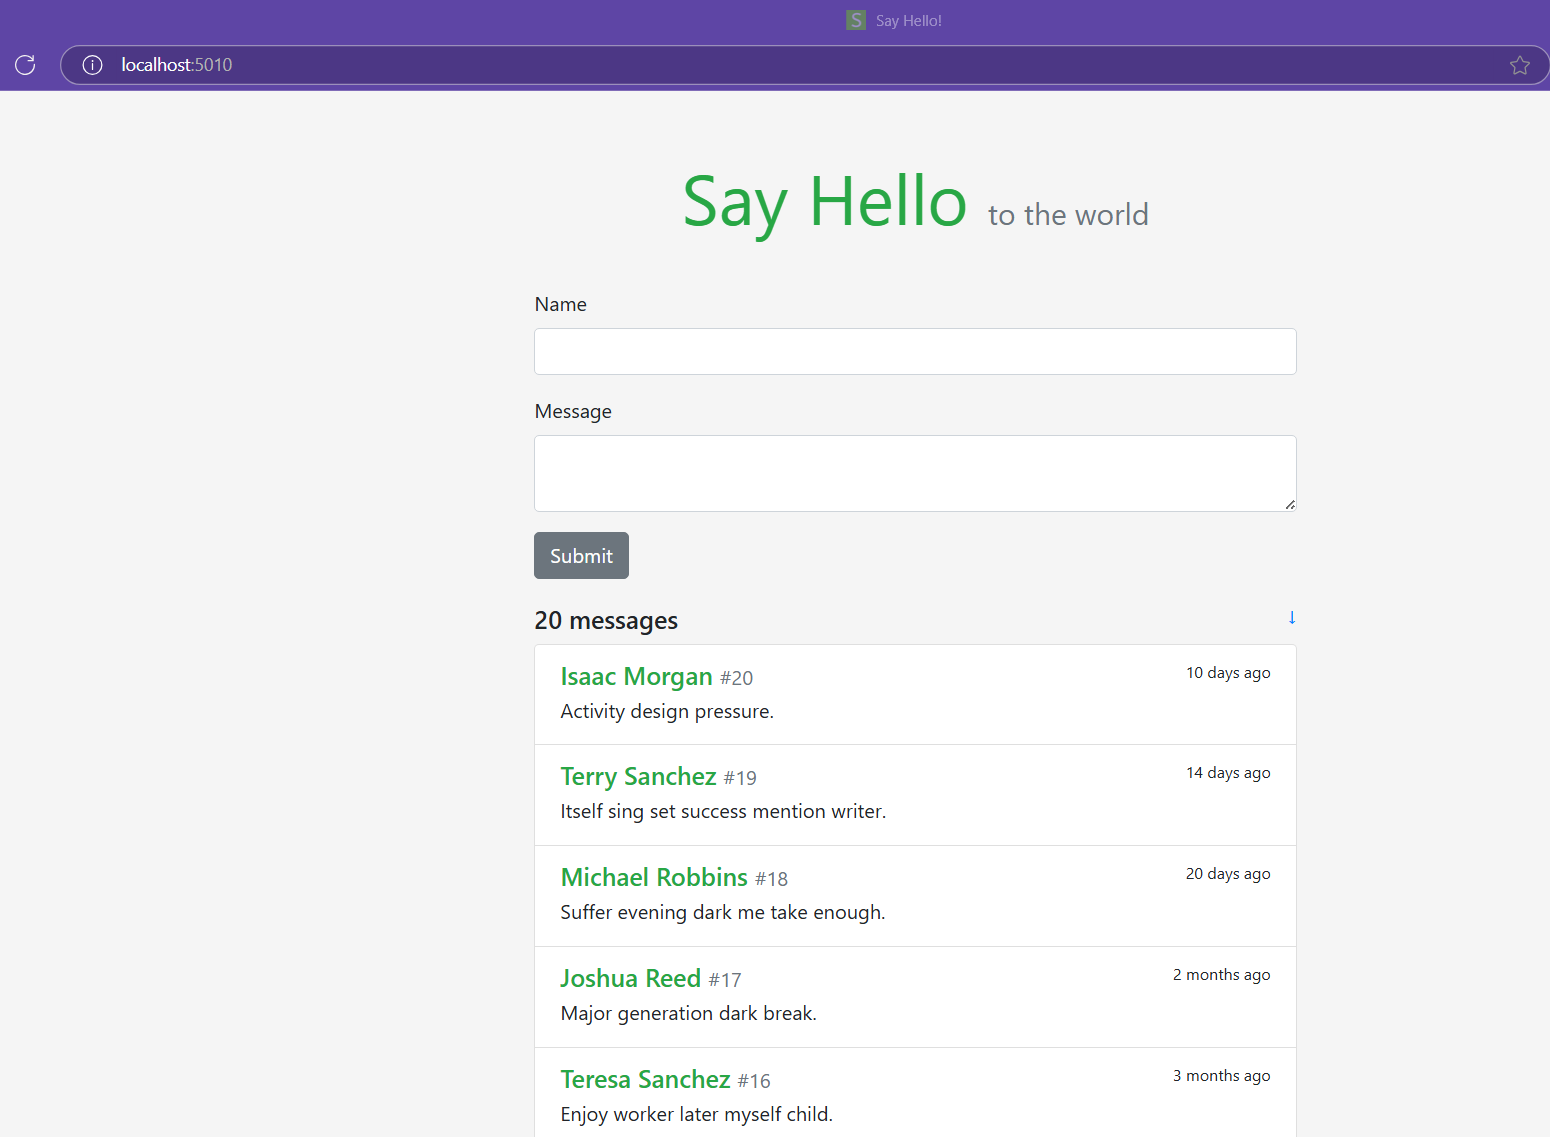 S Say Hello!
localhost:5010
Say Hello to the world
Name
Message
Submit
20 messages ↓
Isaac Morgan #20 10 days ago
Activity design pressure.
Terry Sanchez #19 14 days ago
Itself sing set success mention writer.
Michael Robbins #18 20 days ago
Suffer evening dark me take enough.
Joshua Reed #17 2 months ago
Major generation dark break.
Teresa Sanchez #16 3 months ago
Enjoy worker later myself child.